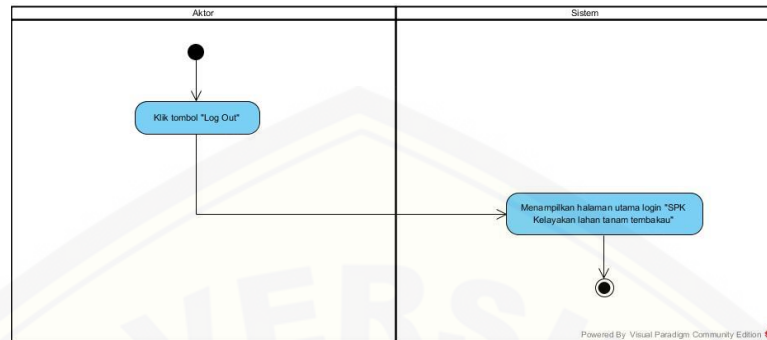 Aktor
Sistem
Klik tombol "Log Out"
Menampilkan halaman utama login "SPK
Kelayakan lahan tanam tembakau"
VERSI
Powered By Visual Paradigm Community Edition